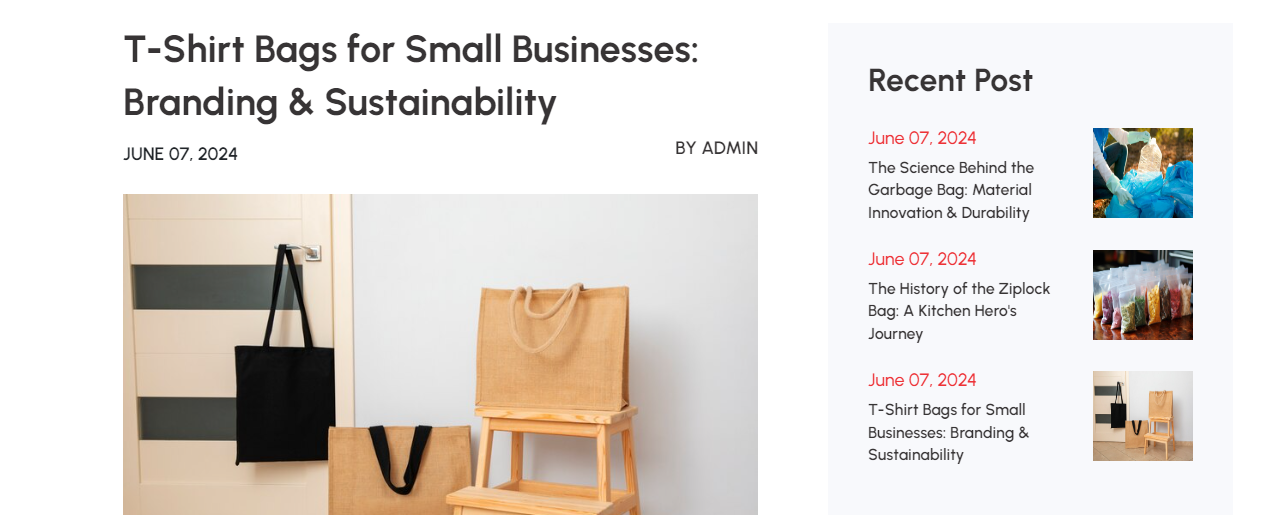 T-Shirt Bags for Small Businesses:
Branding & Sustainability
JUNE 07, 2024
BY ADMIN
Recent Post
June 07, 2024
The Science Behind the
Garbage Bag: Material
Innovation & Durability
June 07, 2024
The History of the Ziplock
Bag: A Kitchen Hero's
Journey
June 07, 2024
T-Shirt Bags for Small
Businesses: Branding &
Sustainability